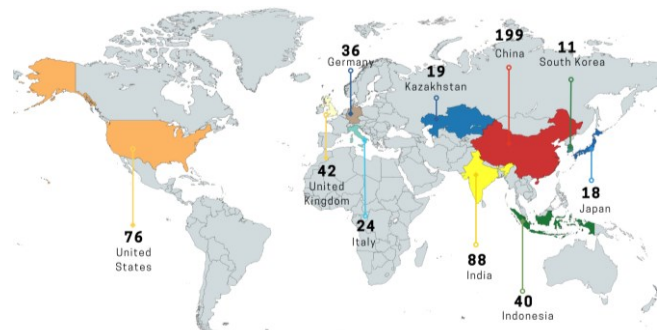 36
Germany
19
Kazakhstan
199
China
11
South Korea
42
United
Kingdom
24
Italy
18
Japan
76
United
States
88
India
40
Indonesia